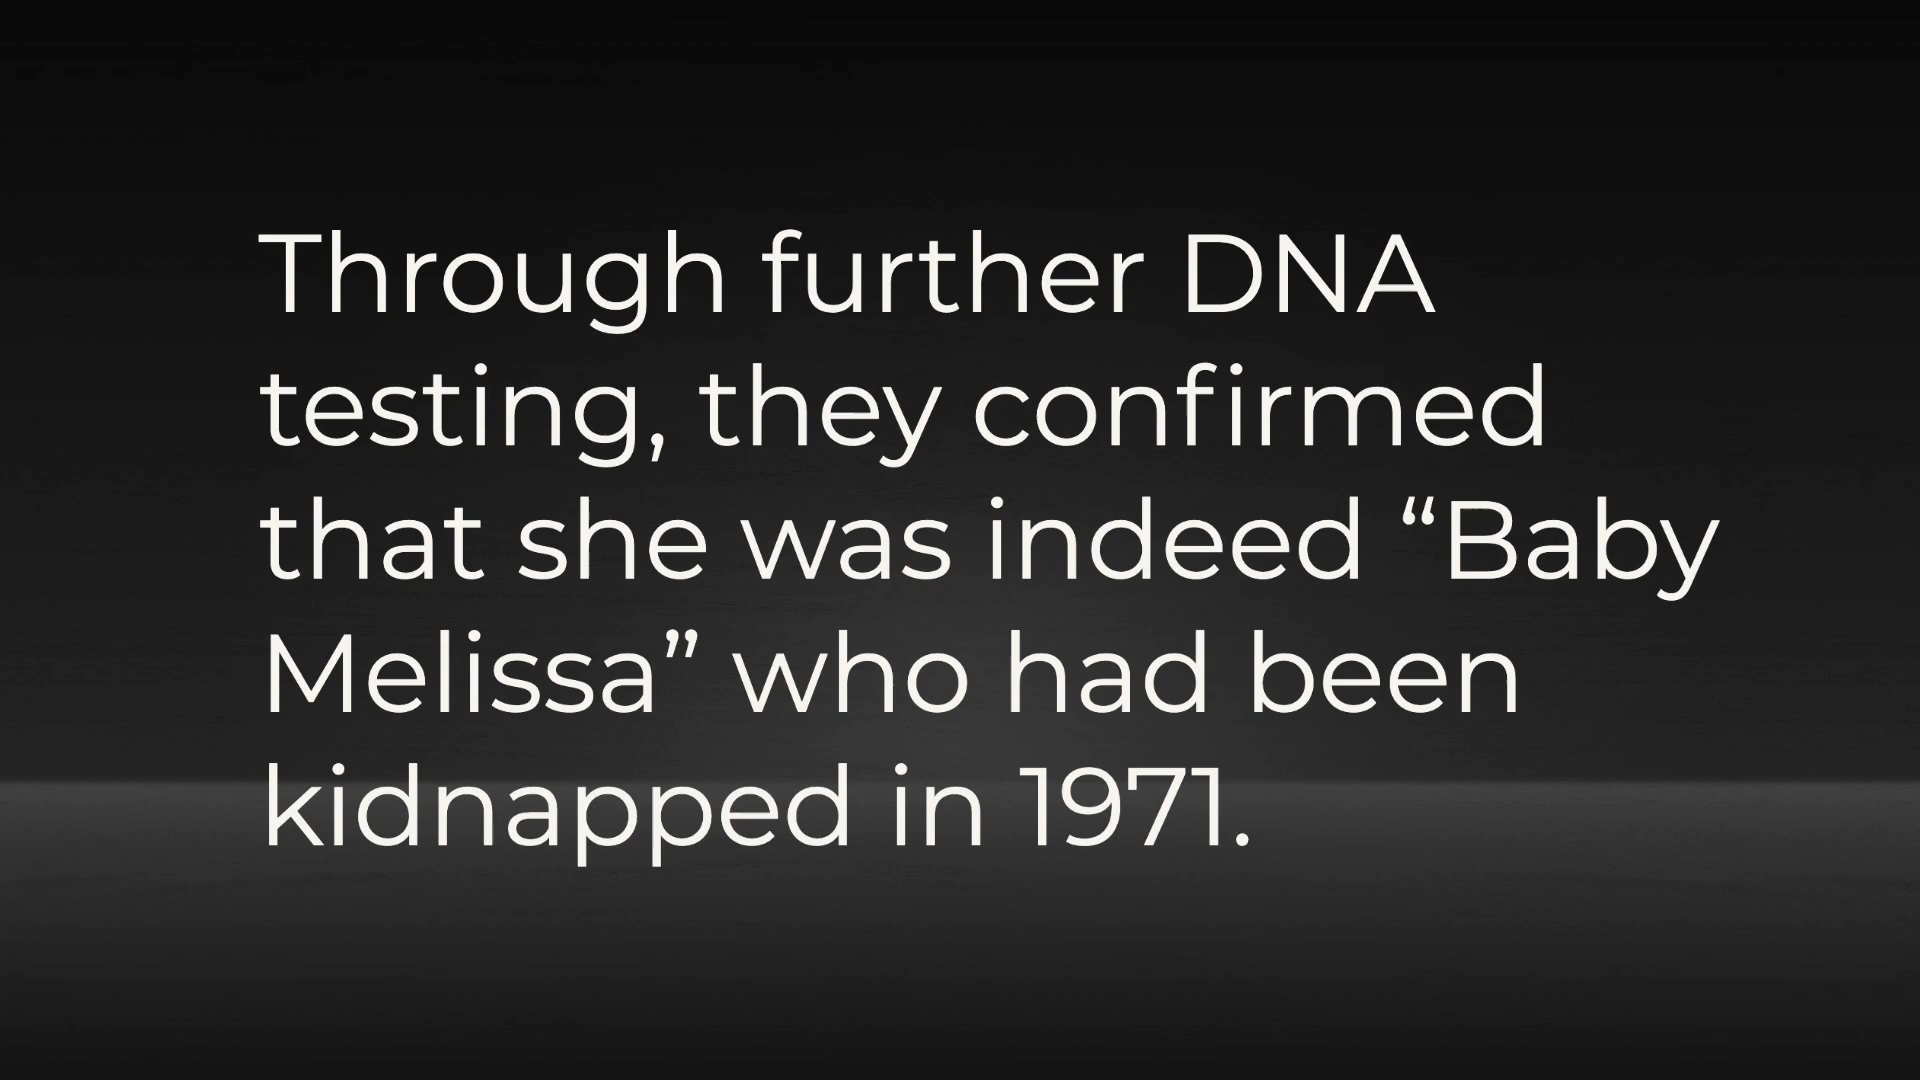 Through further DNA
testing, they confirmed
that she was indeed “Baby
Melissa” who had been
kidnapped in 1971.